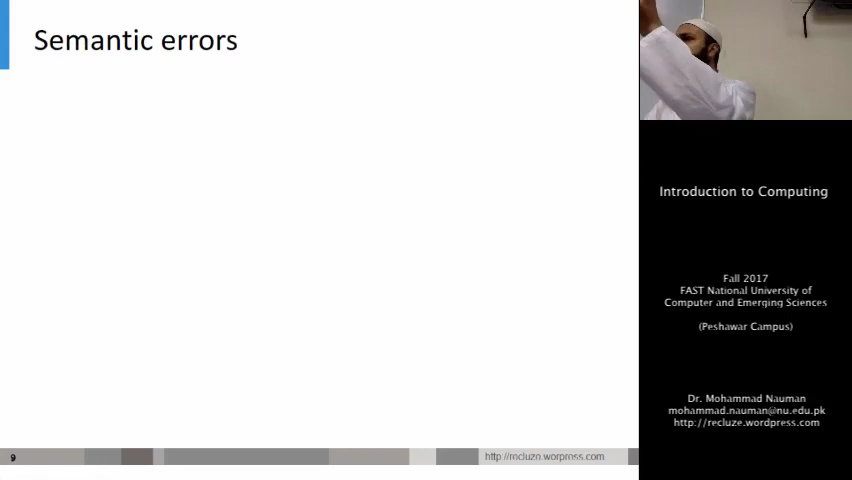 Semantic errors
Introduction to Computing
Fall 2017
FAST National University of
Computer and Emerging Sciences
(Peshawar Campus)
Dr. Mohammad Nauman
mohammad.nauman@nu.edu.pk
http://recluze.wordpress.com
9
http://recluze.worpress.com